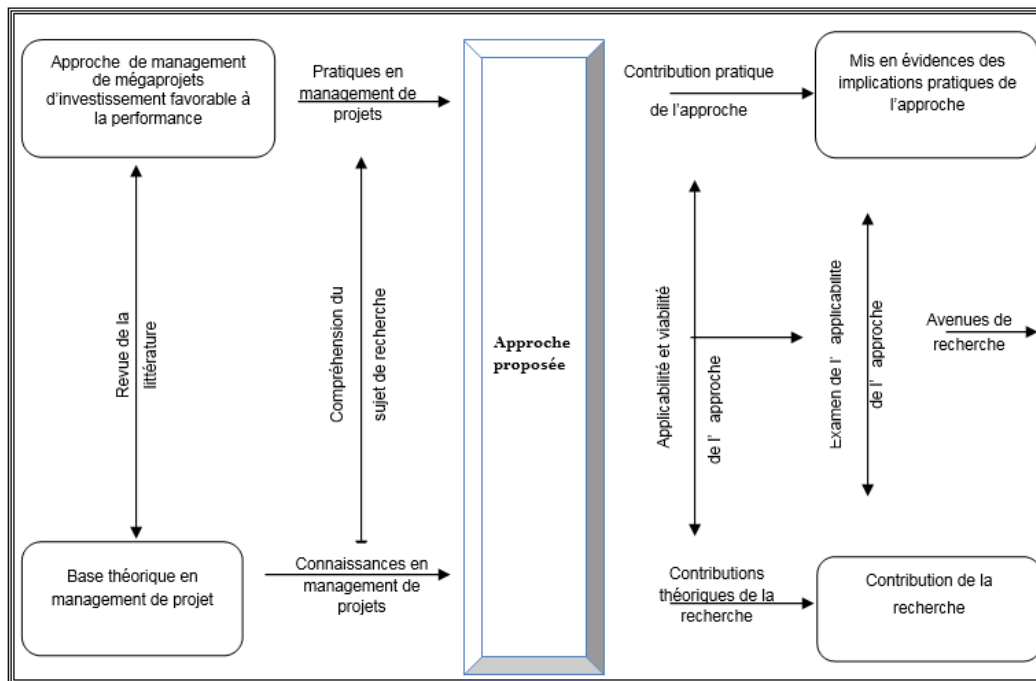 Approche de management
de mégaprojets
d'investissement favorable à
la performance
Pratiques en
management de
projets
Contribution pratique
de l'approche
Mis en évidences des
implications pratiques de
l'approche
Revue de la
littérature
Compréhension du
sujet de recherche
Approche
proposée
Applicabilité et viabilité
de l' approche
Examen de l' applicabilité
de l' approche
Avenues de
recherche
Base théorique en
management de projet
Connaissances en
management de
projets
Contributions
théoriques de la
recherche
Contribution de la
recherche